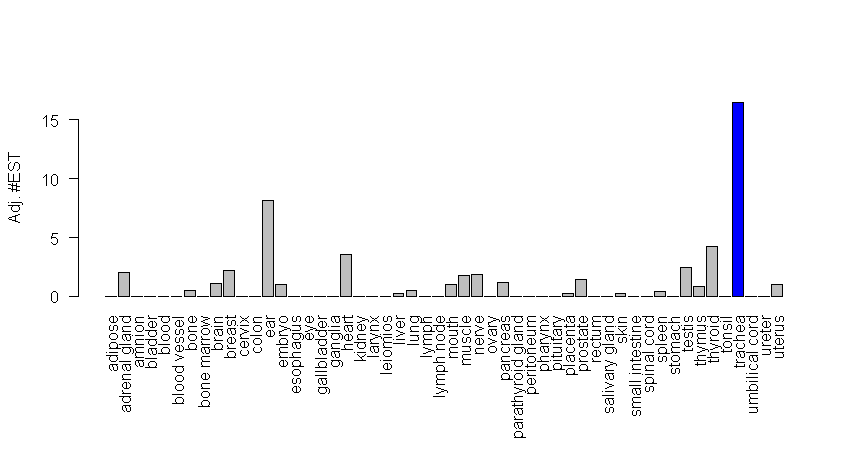 Adj. #EST
15
10
5
0
adipose
adrenal gland
amnion
bladder
blood
blood vessel
bone
bone marrow
brain
breast
cervix
colon
ear
embryo
esophagus
eye
gallbladder
ganglia
heart
kidney
larynx
leiomios
liver
lung
lymph
lymph node
mouth
muscle
nerve
ovary
pancreas
parathyroid gland
peritoneum
pharynx
pituitary
placenta
prostate
rectum
salivary gland
skin
small intestine
spinal cord
spleen
stomach
testis
thymus
thyroid
tonsil
trachea
umbilical cord
ureter
uterus